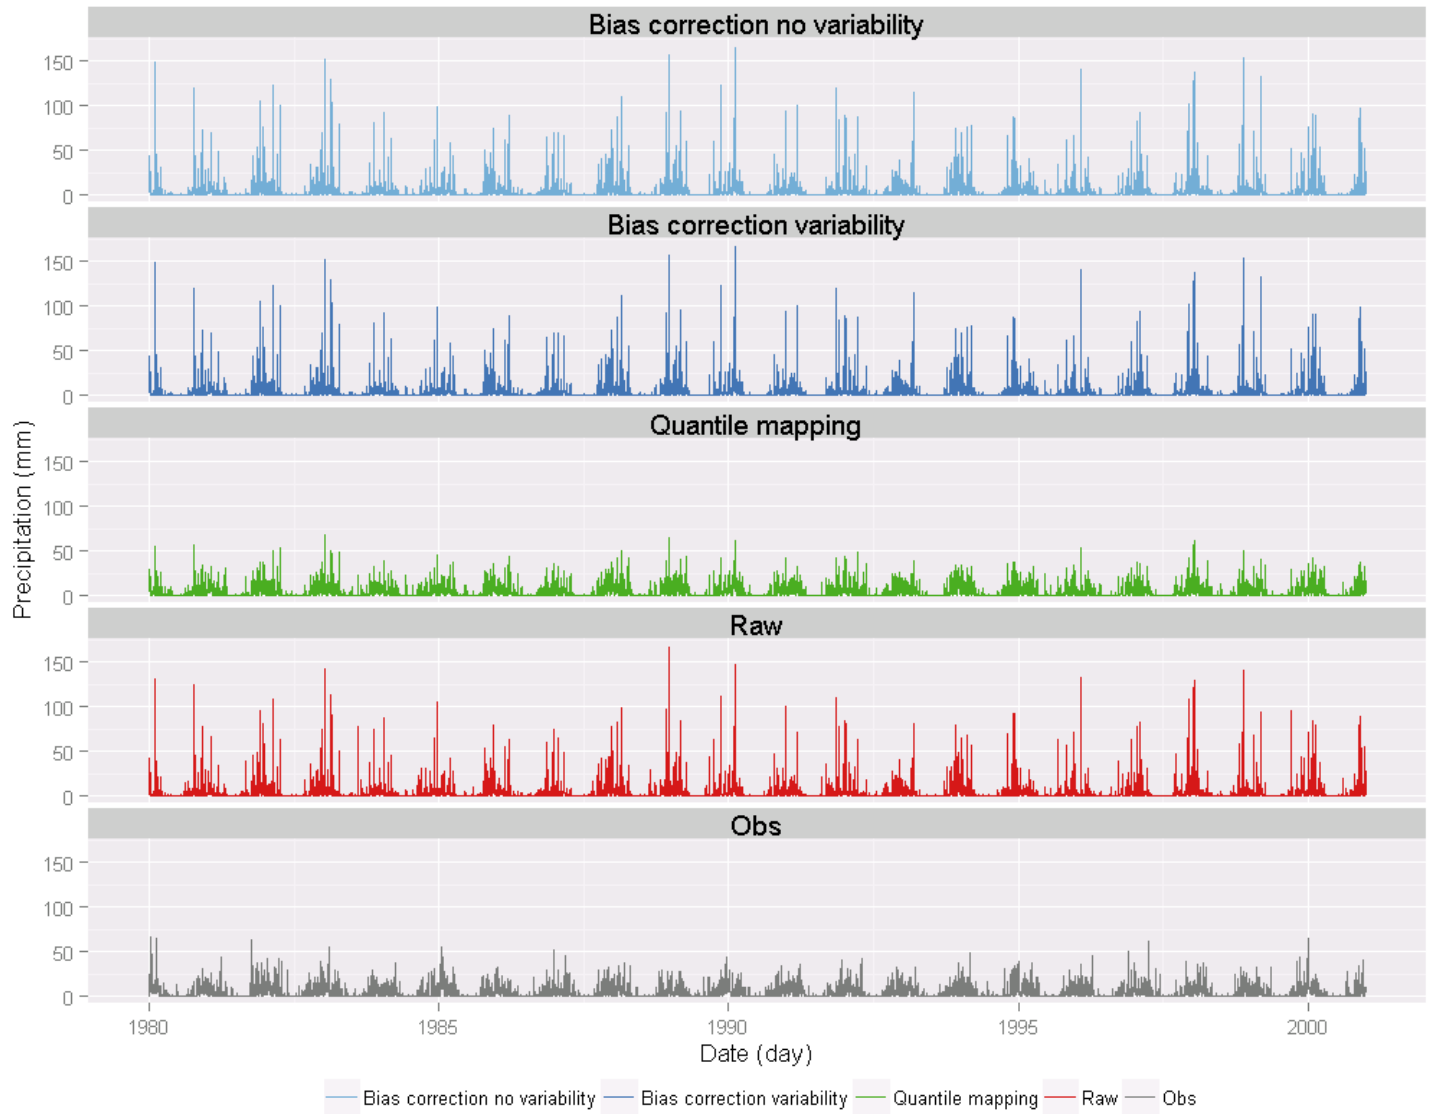 Bias correction no variability
150
100
50
0
Bias correction variability
150
100
50
0
Quantile mapping
150
100
50
0
Raw
150
100
50
0
Obs
150
100
50
0
Precipitation (mm)
1980 1985 1990 1995 2000
Date (day)
Bias correction no variability Bias correction variability Quantile mapping Raw Obs